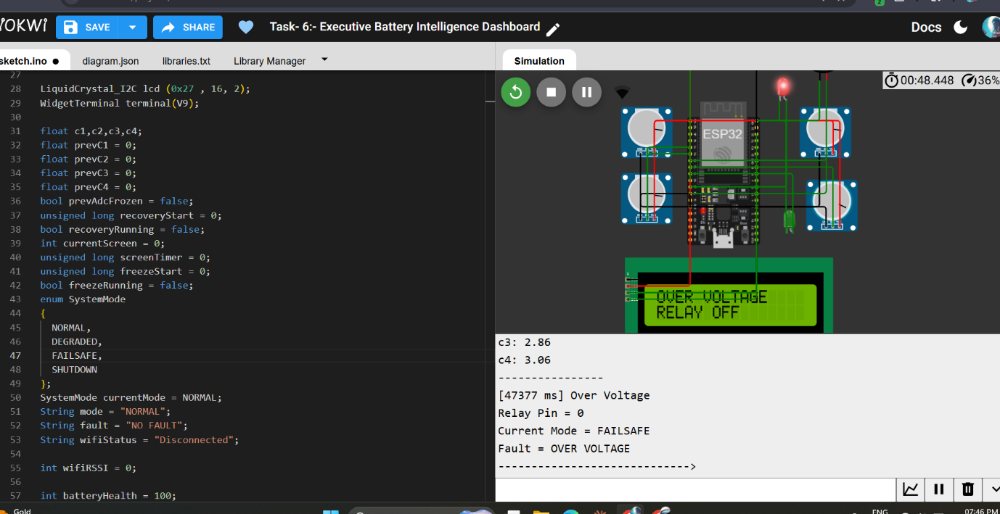 WOKWI SAVE SHARE Task- 6:- Executive Battery Intelligence Dashboard Docs
sketch.ino diagram.json libraries.txt Library Manager
27
28 LiquidCrystal_I2C lcd (0x27 , 16, 2);
29 WidgetTerminal terminal(V9);
30
31 float c1,c2,c3,c4;
32 float prevC1 = 0;
33 float prevC2 = 0;
34 float prevC3 = 0;
35 float prevC4 = 0;
36 bool prevAdcFrozen = false;
37 unsigned long recoveryStart = 0;
38 bool recoveryRunning = false;
39 int currentScreen = 0;
40 unsigned long screenTimer = 0;
41 unsigned long freezeStart = 0;
42 bool freezeRunning = false;
43 enum SystemMode
44 {
45 NORMAL,
46 DEGRADED,
47 FAILSAFE,
48 SHUTDOWN
49 };
50 SystemMode currentMode = NORMAL;
51 String mode = "NORMAL";
52 String fault = "NO FAULT";
53 String wifiStatus = "Disconnected";
54
55 int wifiRSSI = 0;
56
57 int batteryHealth = 100;
Simulation
00:48.448 36%
ESP32
OVER VOLTAGE
RELAY OFF
c3: 2.86
c4: 3.06
----------------
[47377 ms] Over Voltage
Relay Pin = 0
Current Mode = FAILSAFE
Fault = OVER VOLTAGE
------------------------------>
Gold
ENG
07:46 PM